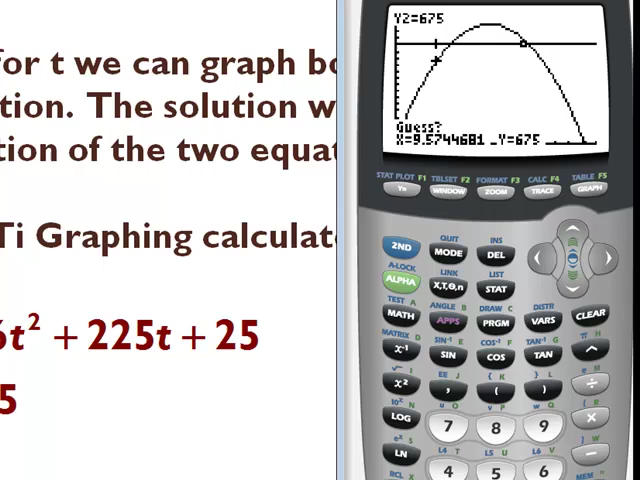 for t we can graph bo
tion. The solution w
tion of the two equat
Ti Graphing calculat
6t² + 225t + 25
5
Y2=675
Guess?
X=9.5744681 Y=675
STAT PLOT F1 TBLSET F2 FORMAT F3 CALC F4 TABLE F5
Y= WINDOW ZOOM TRACE GRAPH
QUIT INS
2ND MODE DEL
A-LOCK LINK LIST
ALPHA X,T,θ,n STAT
TEST A ANGLE B DRAW C DISTR
MATH APPS PRGM VARS CLEAR
MATRIX D SIN⁻¹ E COS⁻¹ F TAN⁻¹ G π H
x⁻¹ SIN COS TAN ^
√ I EE J { K } L e M
x² , ( ) ÷
10ˣ N u O v P w Q [ R
LOG 7 8 9 ×
eˣ S L4 T L5 U L6 V ] W
LN 4 5 6 −
RCL X MEM "